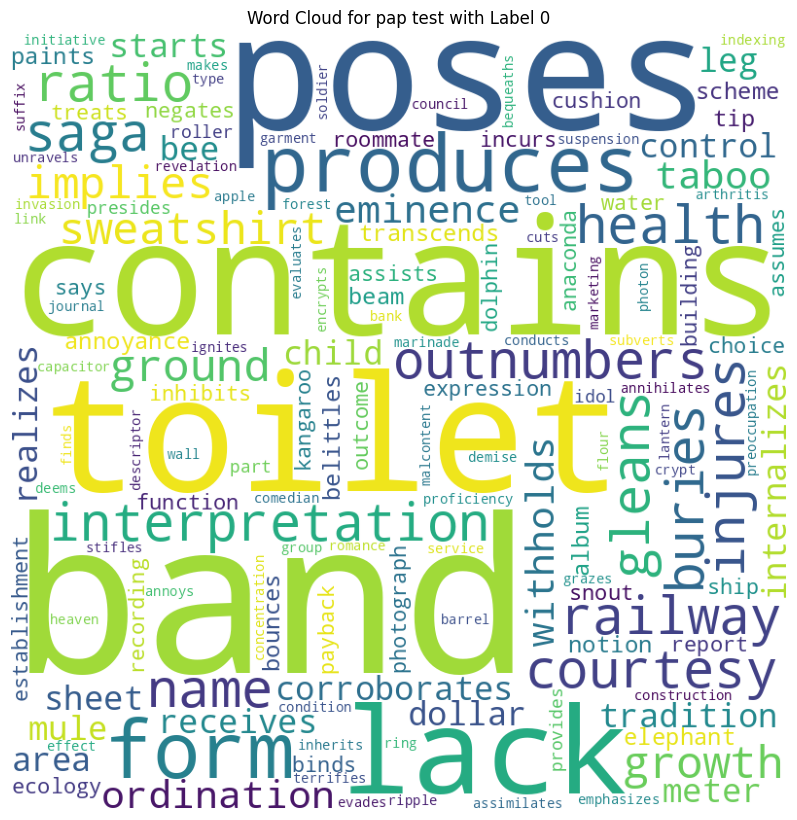 Word Cloud for pap test with Label 0
initiative
paints
starts
makes
type
suffix
ratio
poses
soldier
council
bequeaths
leg
indexing
cushion
scheme
tip
treats
negates
saga
bee
roller
garment
roommate
incurs
suspension
control
unravels
revelation
produces
taboo
implies
apple
forest
tool
arthritis
invasion
link
presides
eminence
water
sweatshirt
evaluates
transcends
cuts
health
assumes
contains
says
journal
encrypts
assists
beam
bank
dolphin
anaconda
marketing
photon
building
annoyance
ignites
marinade
conducts
subverts
choice
capacitor
ground
child
outnumbers
realizes
inhibits
kangaroo
belittles
outcome
expression
idol
annihilates
toilet
finds
descriptor
wall
part
malcontent
demise
flour
gleans
lantern
crypt
buries
injures
preoccupation
internalizes
deems
function
comedian
proficiency
withholds
interpretation
album
stifles
group
romance
service
grazes
snout
ship
establishment
band
heaven
recording
annoys
concentration
bounces
payback
photograph
barrel
railway
notion
report
courtesy
sheet
name
corroborates
construction
mule
receives
condition
dollar
provides
tradition
effect
form
inherits
ring
lack
elephant
area
binds
growth
ecology
terrifies
ordination
evades
ripple
assimilates
emphasizes
meter